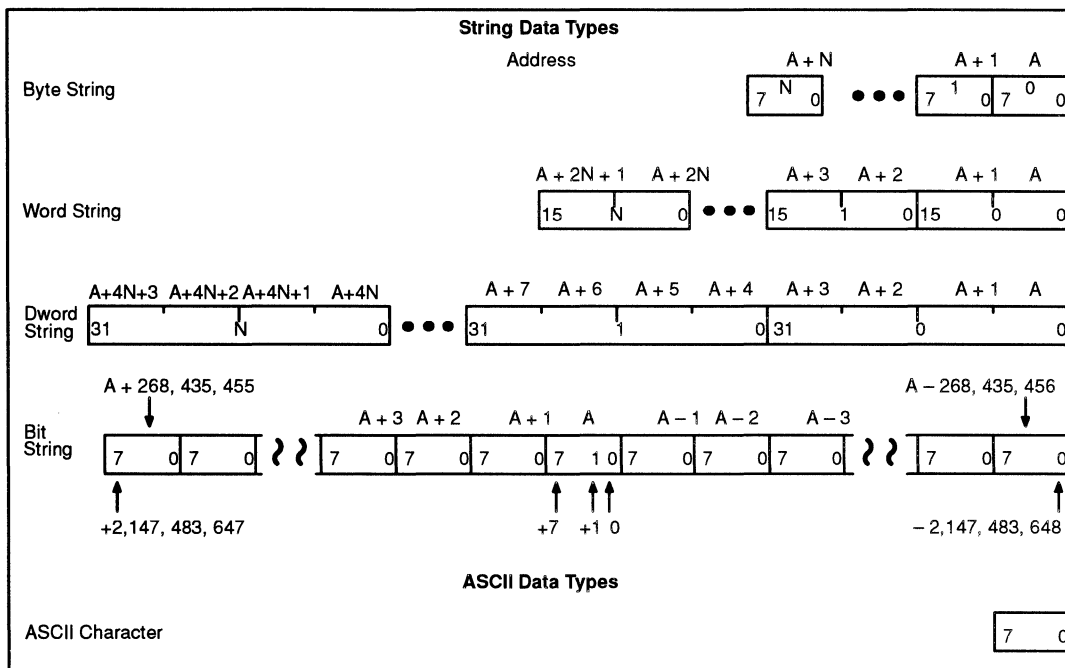 String Data Types
Address A + N A + 1 A
Byte String
7 N 0 7 1 0 7 0 0
A + 2N + 1 A + 2N A + 3 A + 2 A + 1 A
Word String
15 N 0 15 1 0 15 0 0
A+4N+3 A+4N+2 A+4N+1 A+4N A + 7 A + 6 A + 5 A + 4 A + 3 A + 2 A + 1 A
Dword String
31 N 0 31 1 0 31 0 0
A + 268, 435, 455 A − 268, 435, 456
A + 3 A + 2 A + 1 A A − 1 A − 2 A − 3
Bit String
7 0 7 0 7 0 7 0 7 0 7 1 0 7 0 7 0 7 0 7 0 7 0
+2,147, 483, 647 +7 +1 0 − 2,147, 483, 648
ASCII Data Types
ASCII Character
7 0